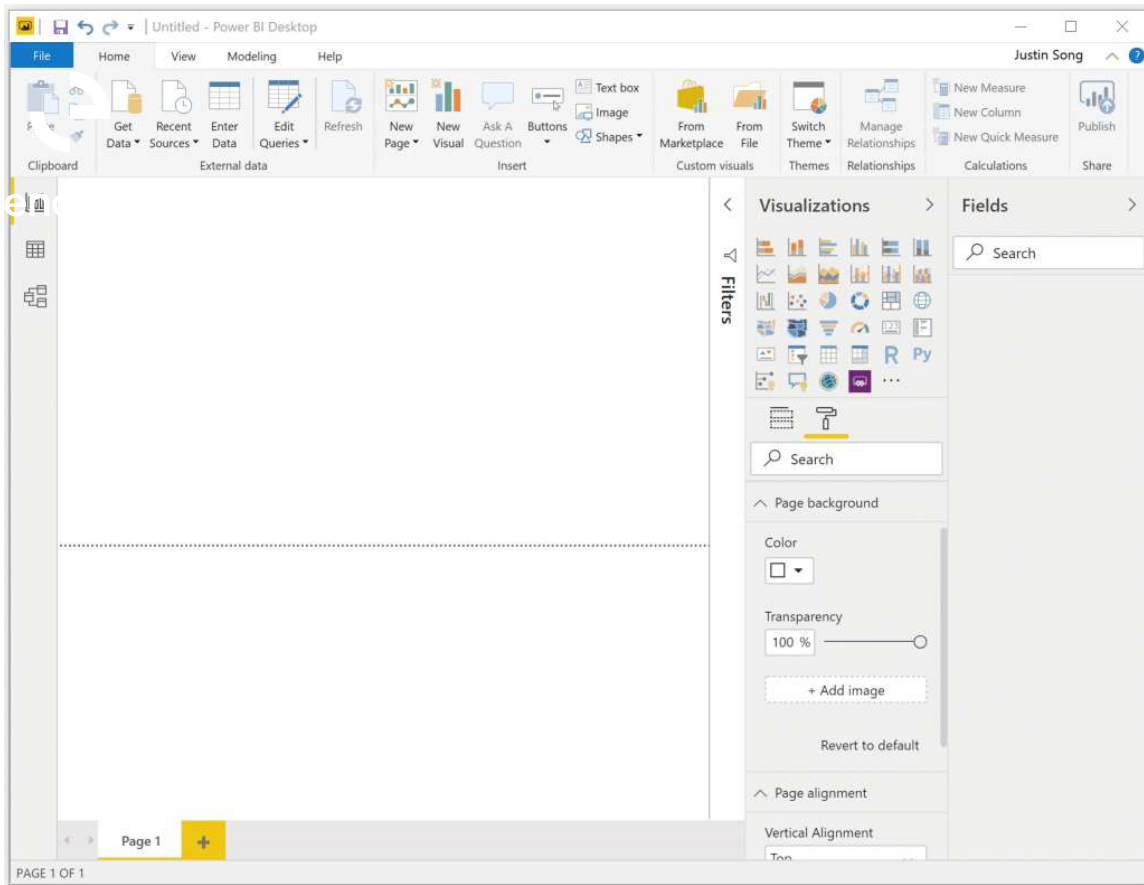 Untitled - Power BI Desktop
File Home View Modeling Help Justin Song ?
Get Data
Recent Sources
Enter Data
Edit Queries
Refresh
New Page
New Visual
Ask A Question
Buttons
Text box
Image
Shapes
From Marketplace
From File
Switch Theme
Manage Relationships
New Measure
New Column
New Quick Measure
Publish
Clipboard External data Insert Custom visuals Themes Relationships Calculations Share
Filters
Visualizations
R Py
Search
Page background
Color
Transparency
100 %
+ Add image
Revert to default
Page alignment
Vertical Alignment
Top
Fields
Search
Page 1 +
PAGE 1 OF 1